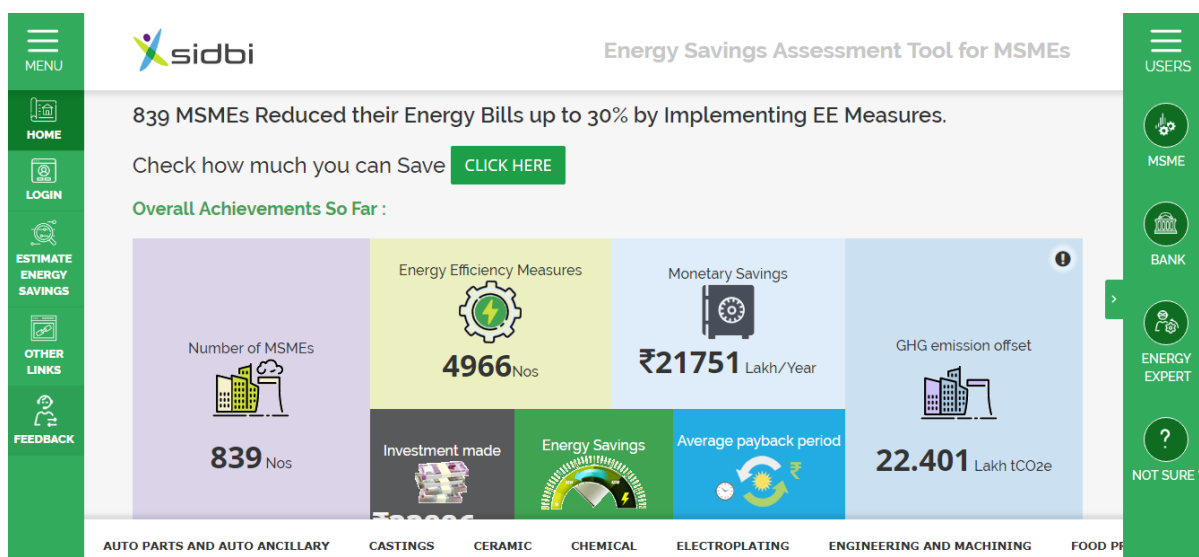 MENU
HOME
LOGIN
ESTIMATE
ENERGY
SAVINGS
OTHER
LINKS
FEEDBACK
sidbi
Energy Savings Assessment Tool for MSMEs
839 MSMEs Reduced their Energy Bills up to 30% by Implementing EE Measures.
Check how much you can Save CLICK HERE
Overall Achievements So Far :
Number of MSMEs
839 Nos
Energy Efficiency Measures
4966 Nos
Monetary Savings
₹21751 Lakh/Year
Investment made
Energy Savings
Average payback period
GHG emission offset
22.401 Lakh tCO2e
AUTO PARTS AND AUTO ANCILLARY CASTINGS CERAMIC CHEMICAL ELECTROPLATING ENGINEERING AND MACHINING FOOD
USERS
MSME
BANK
ENERGY
EXPERT
?
NOT SURE